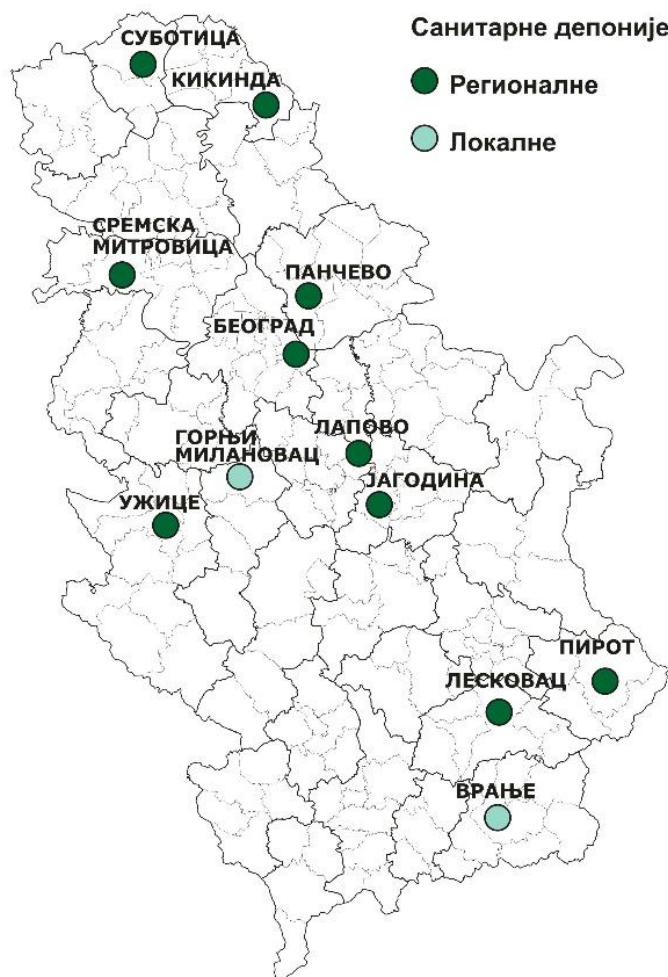 Санитарне депоније
Регионалне
Локалне
СУБОТИЦА
КИКИНДА
СРЕМСКА
МИТРОВИЦА
ПАНЧЕВО
БЕОГРАД
ЛАПОВО
ГОРЊИ
МИЛАНОВАЦ
ЈАГОДИНА
УЖИЦЕ
ПИРОТ
ЛЕСКОВАЦ
ВРАЊЕ